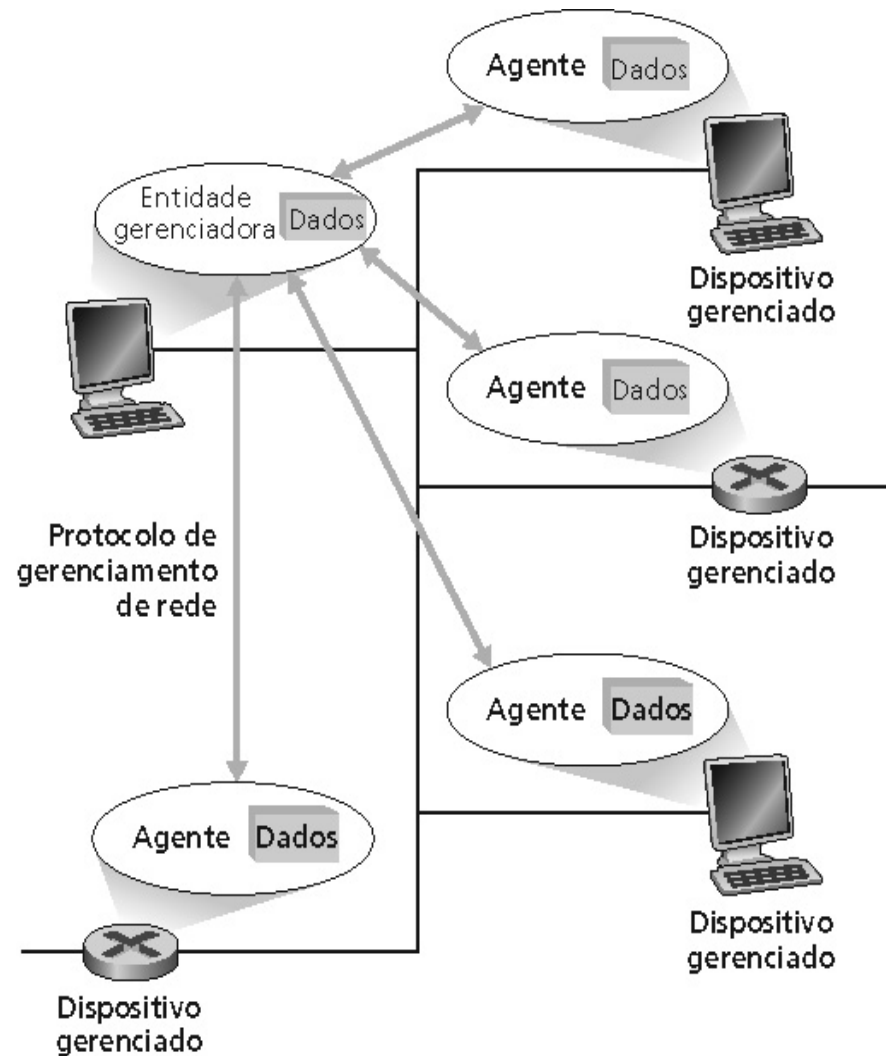 Agente Dados
Entidade
gerenciadora Dados
Dispositivo
gerenciado
Agente Dados
Protocolo de
gerenciamento
de rede
Dispositivo
gerenciado
Agente Dados
Agente Dados
Dispositivo
gerenciado
Dispositivo
gerenciado